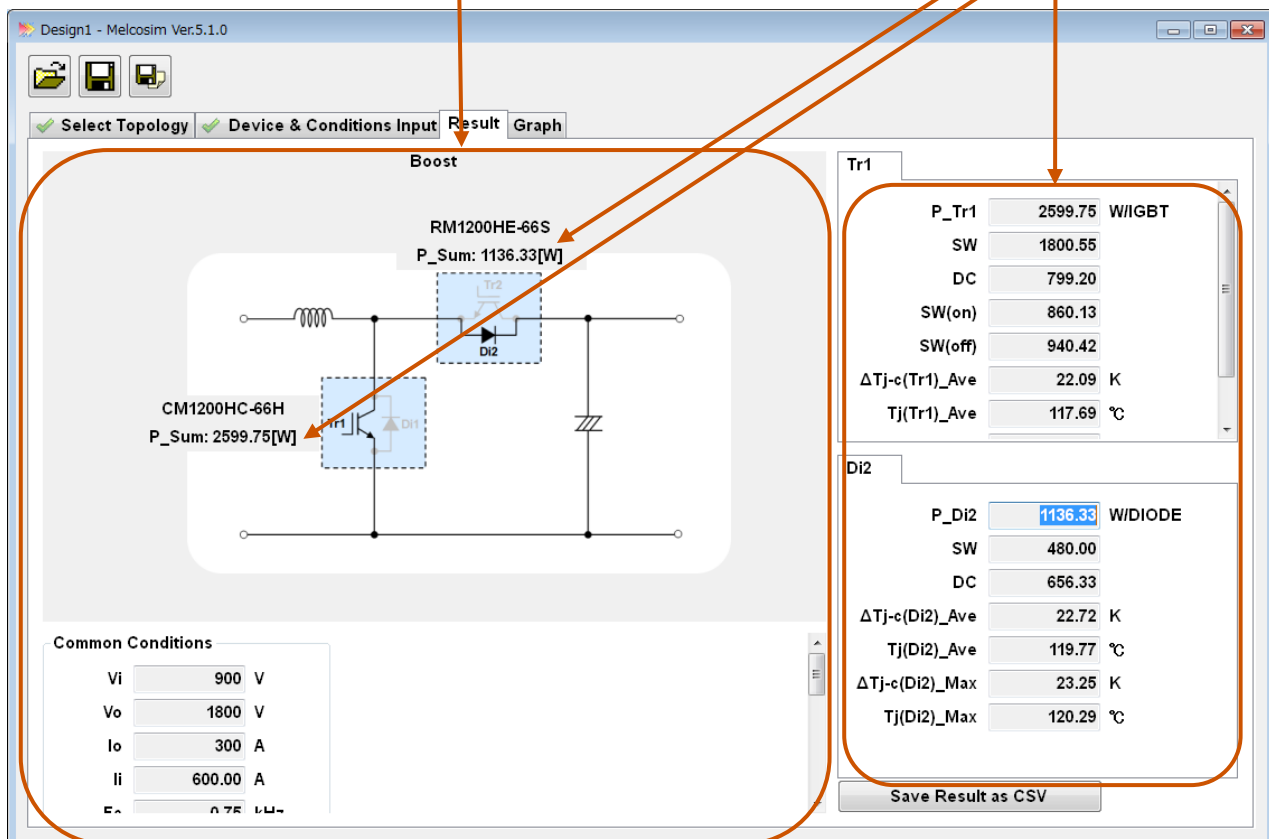 Design1 - Melcosim Ver.5.1.0
Select Topology Device & Conditions Input Result Graph
Boost
RM1200HE-66S
P_Sum: 1136.33[W]
Tr2
Di2
CM1200HC-66H
P_Sum: 2599.75[W]
Tr1
Di1
Common Conditions
Vi 900 V
Vo 1800 V
Io 300 A
Ii 600.00 A
Tr1
P_Tr1 2599.75 W/IGBT
SW 1800.55
DC 799.20
SW(on) 860.13
SW(off) 940.42
ΔTj-c(Tr1)_Ave 22.09 K
Tj(Tr1)_Ave 117.69 ℃
Di2
P_Di2 1136.33 W/DIODE
SW 480.00
DC 656.33
ΔTj-c(Di2)_Ave 22.72 K
Tj(Di2)_Ave 119.77 ℃
ΔTj-c(Di2)_Max 23.25 K
Tj(Di2)_Max 120.29 ℃
Save Result as CSV